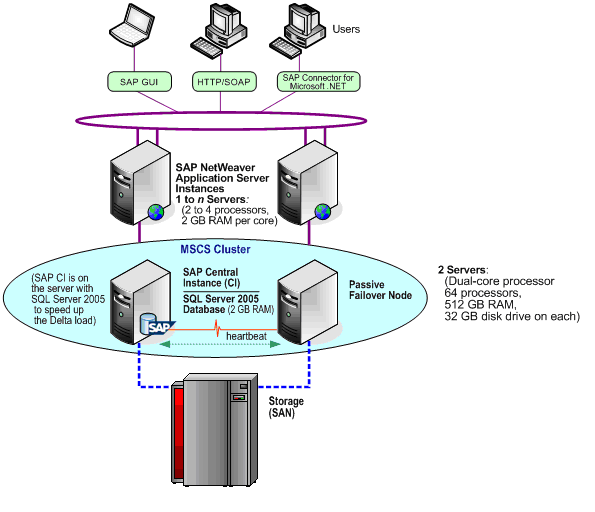 Users
SAP GUI
HTTP/SOAP
SAP Connector for
Microsoft .NET
SAP NetWeaver
Application Server
Instances
1 to n Servers:
(2 to 4 processors,
2 GB RAM per core)
MSCS Cluster
(SAP CI is on
the server with
SQL Server 2005
to speed up
the Delta load)
SAP Central
Instance (CI)
SQL Server 2005
Database (2 GB RAM)
SAP
heartbeat
Passive
Failover Node
2 Servers:
(Dual-core processor
64 processors,
512 GB RAM,
32 GB disk drive on each)
Storage
(SAN)